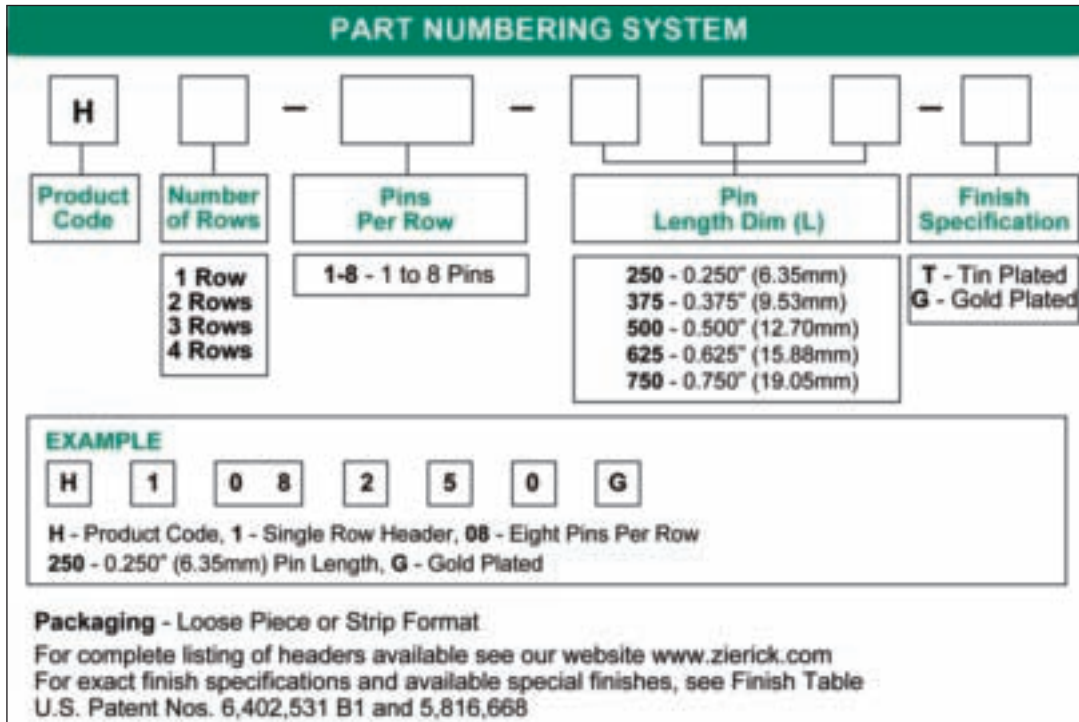 PART NUMBERING SYSTEM
H – – –
Product Code
Number of Rows
Pins Per Row
Pin Length Dim (L)
Finish Specification
1 Row
2 Rows
3 Rows
4 Rows
1-8 - 1 to 8 Pins
250 - 0.250" (6.35mm)
375 - 0.375" (9.53mm)
500 - 0.500" (12.70mm)
625 - 0.625" (15.88mm)
750 - 0.750" (19.05mm)
T - Tin Plated
G - Gold Plated
EXAMPLE
H 1 0 8 2 5 0 G
H - Product Code, 1 - Single Row Header, 08 - Eight Pins Per Row
250 - 0.250" (6.35mm) Pin Length, G - Gold Plated
Packaging - Loose Piece or Strip Format
For complete listing of headers available see our website www.zierick.com
For exact finish specifications and available special finishes, see Finish Table
U.S. Patent Nos. 6,402,531 B1 and 5,816,668